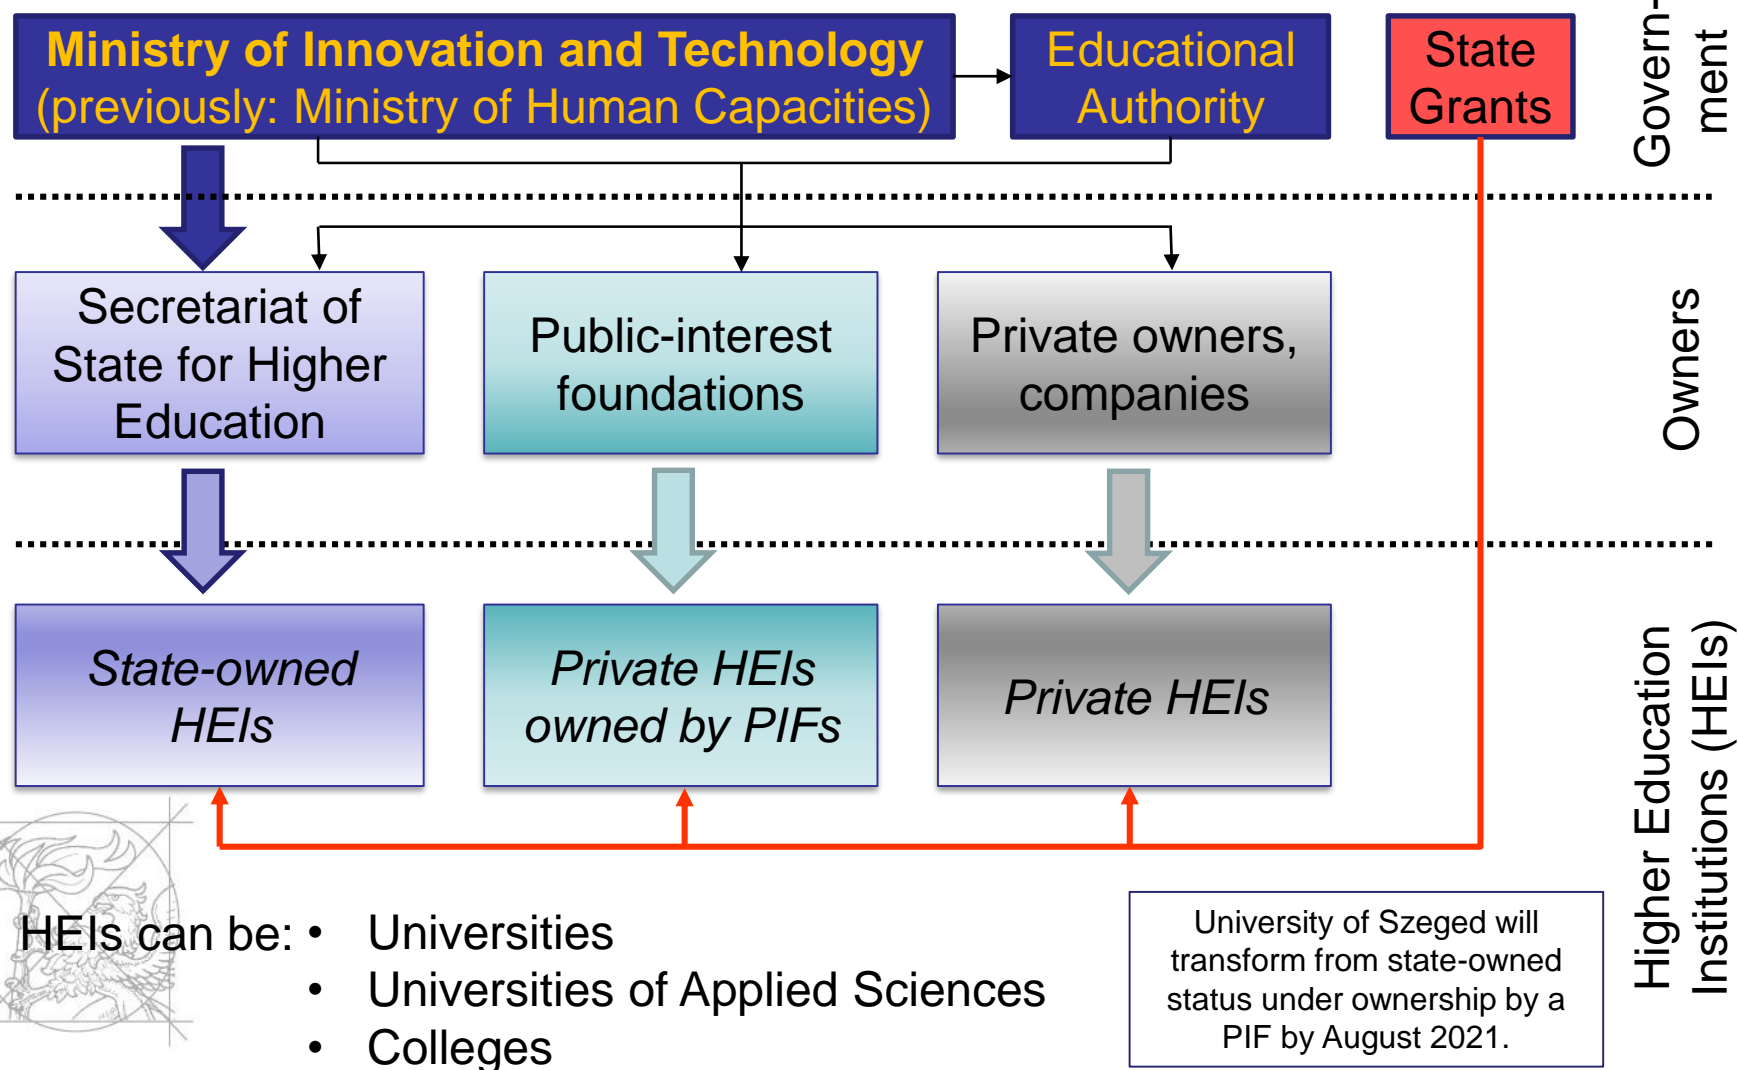 Ministry of Innovation and Technology
(previously: Ministry of Human Capacities)
Educational
Authority
State
Grants
Govern-
ment
Secretariat of
State for Higher
Education
Public-interest
foundations
Private owners,
companies
Owners
State-owned
HEIs
Private HEIs
owned by PIFs
Private HEIs
Higher Education
Institutions (HEIs)
HEIs can be: • Universities
• Universities of Applied Sciences
• Colleges
University of Szeged will
transform from state-owned
status under ownership by a
PIF by August 2021.